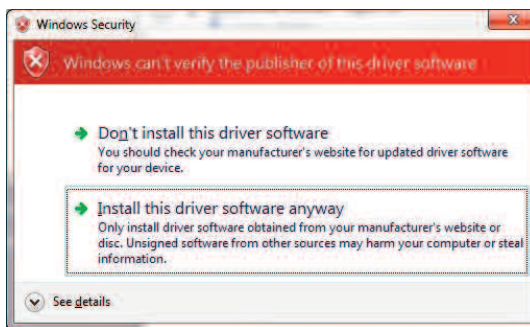 Windows Security
Windows can't verify the publisher of this driver software
Don't install this driver software
You should check your manufacturer's website for updated driver software
for your device.
Install this driver software anyway
Only install driver software obtained from your manufacturer's website or
disc. Unsigned software from other sources may harm your computer or steal
information.
See details